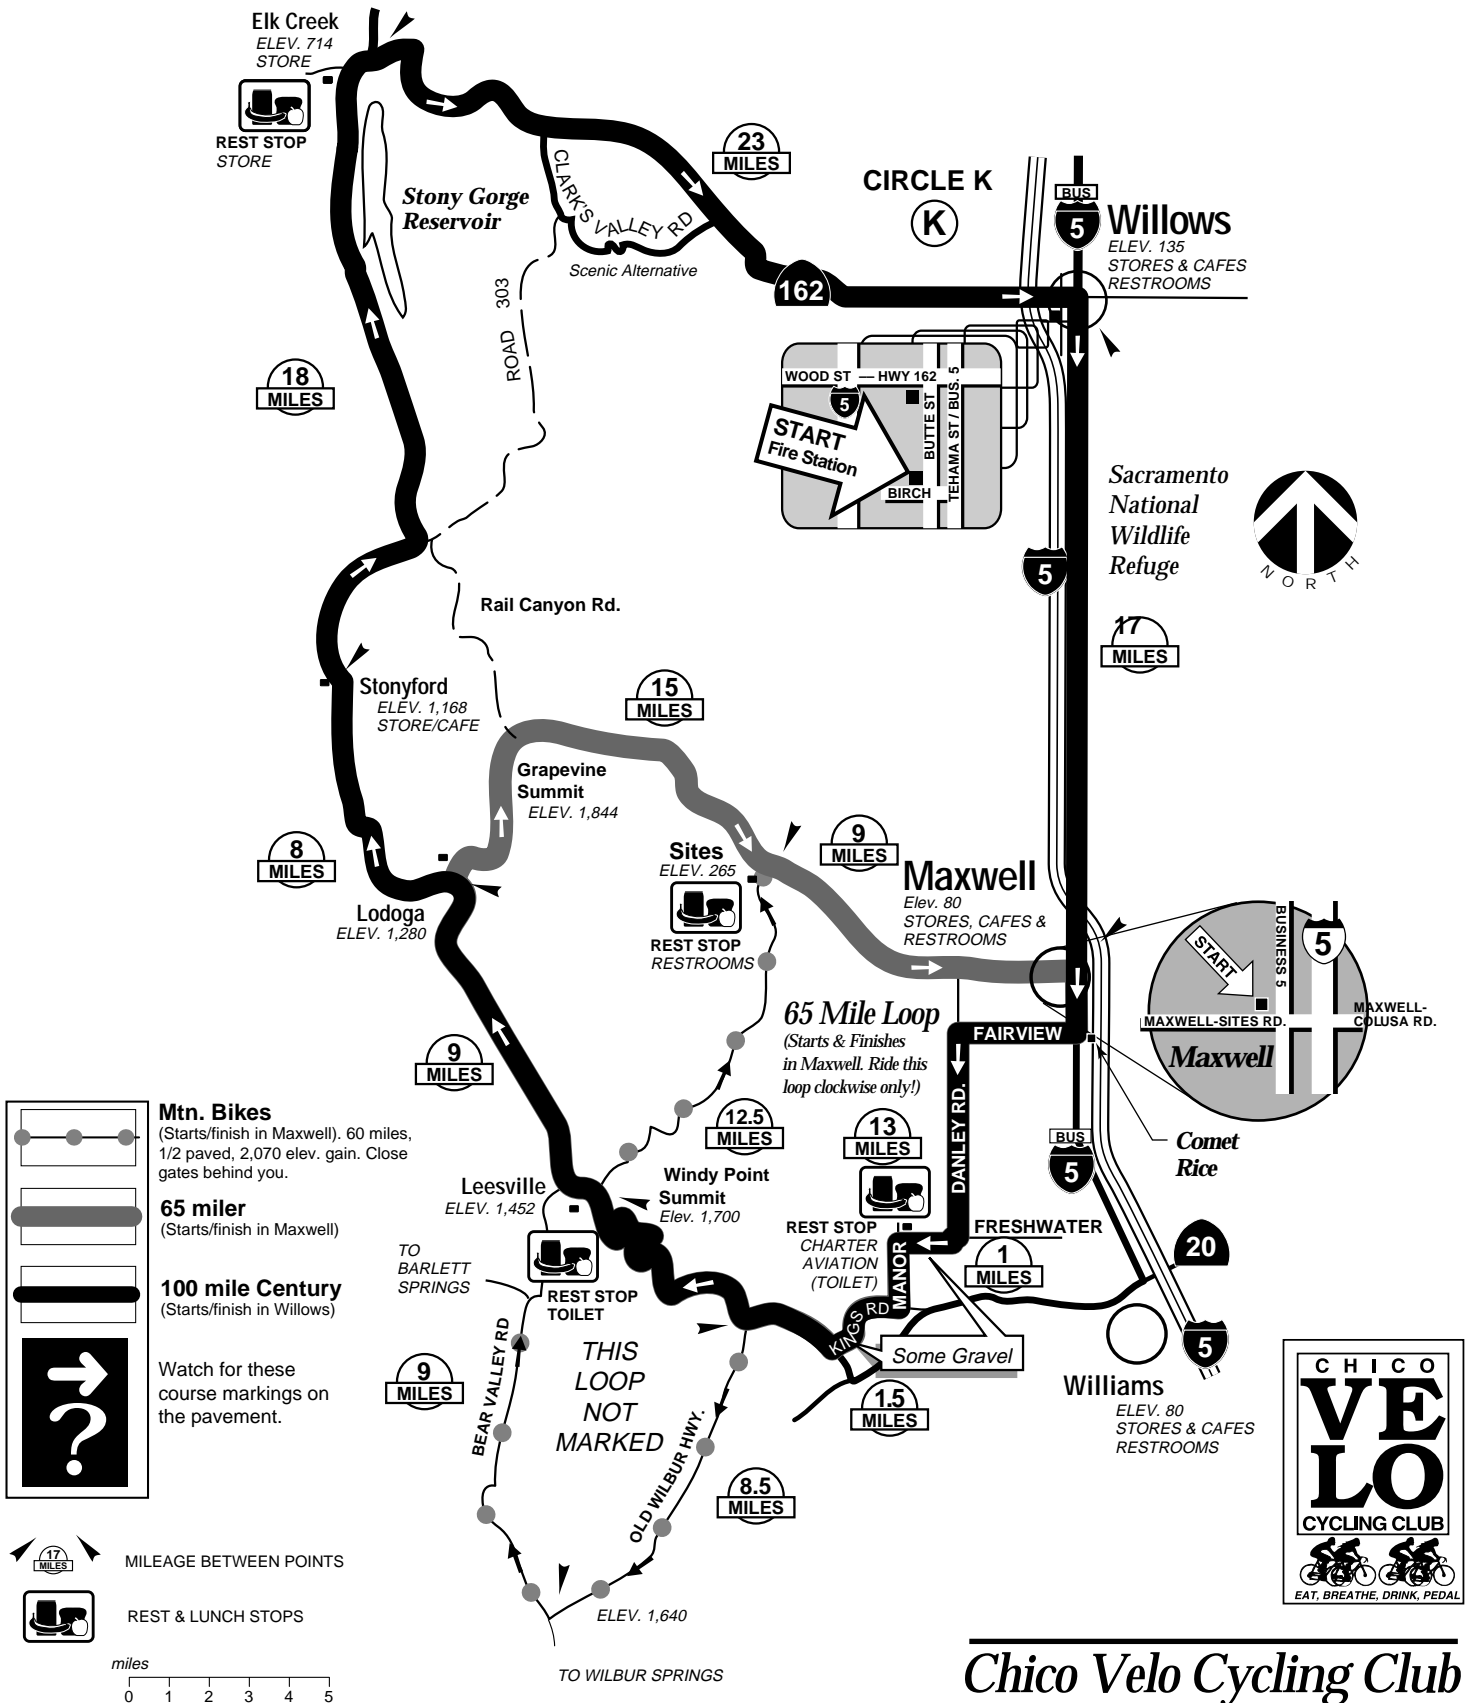 Elk Creek
ELEV. 714
STORE
REST STOP
STORE
Stony Gorge
Reservoir
CLARK'S VALLEY RD
Scenic Alternative
23
MILES
CIRCLE K
K
BUS
5
Willows
ELEV. 135
STORES & CAFES
RESTROOMS
162
ROAD 303
18
MILES
WOOD ST — HWY 162
5
START
Fire Station
BUTTE ST
TEHAMA ST / BUS. 5
BIRCH
Sacramento
National
Wildlife
Refuge
NORTH
5
17
MILES
Rail Canyon Rd.
Stonyford
ELEV. 1,168
STORE/CAFE
15
MILES
Grapevine
Summit
ELEV. 1,844
8
MILES
Sites
ELEV. 265
REST STOP
RESTROOMS
9
MILES
Maxwell
Elev. 80
STORES, CAFES &
RESTROOMS
Lodoga
ELEV. 1,280
START
BUSINESS 5
5
MAXWELL-SITES RD.
MAXWELL-
COLUSA RD.
Maxwell
65 Mile Loop
(Starts & Finishes
in Maxwell. Ride this
loop clockwise only!)
FAIRVIEW
DANLEY RD.
9
MILES
12.5
MILES
13
MILES
BUS
5
Comet
Rice
Mtn. Bikes
(Starts/finish in Maxwell). 60 miles,
1/2 paved, 2,070 elev. gain. Close
gates behind you.
65 miler
(Starts/finish in Maxwell)
100 mile Century
(Starts/finish in Willows)
?
Watch for these
course markings on
the pavement.
Leesville
ELEV. 1,452
Windy Point
Summit
Elev. 1,700
REST STOP
CHARTER
AVIATION
(TOILET)
FRESHWATER
1
MILES
20
MANOR
KINGS RD
TO
BARLETT
SPRINGS
REST STOP
TOILET
THIS
LOOP
NOT
MARKED
BEAR VALLEY RD
9
MILES
OLD WILBUR HWY.
Some Gravel
1.5
MILES
5
Williams
ELEV. 80
STORES & CAFES
RESTROOMS
8.5
MILES
ELEV. 1,640
TO WILBUR SPRINGS
17
MILES
MILEAGE BETWEEN POINTS
REST & LUNCH STOPS
miles
0 1 2 3 4 5
CHICO
VE
LO
CYCLING CLUB
EAT, BREATHE, DRINK, PEDAL
Chico Velo Cycling Club